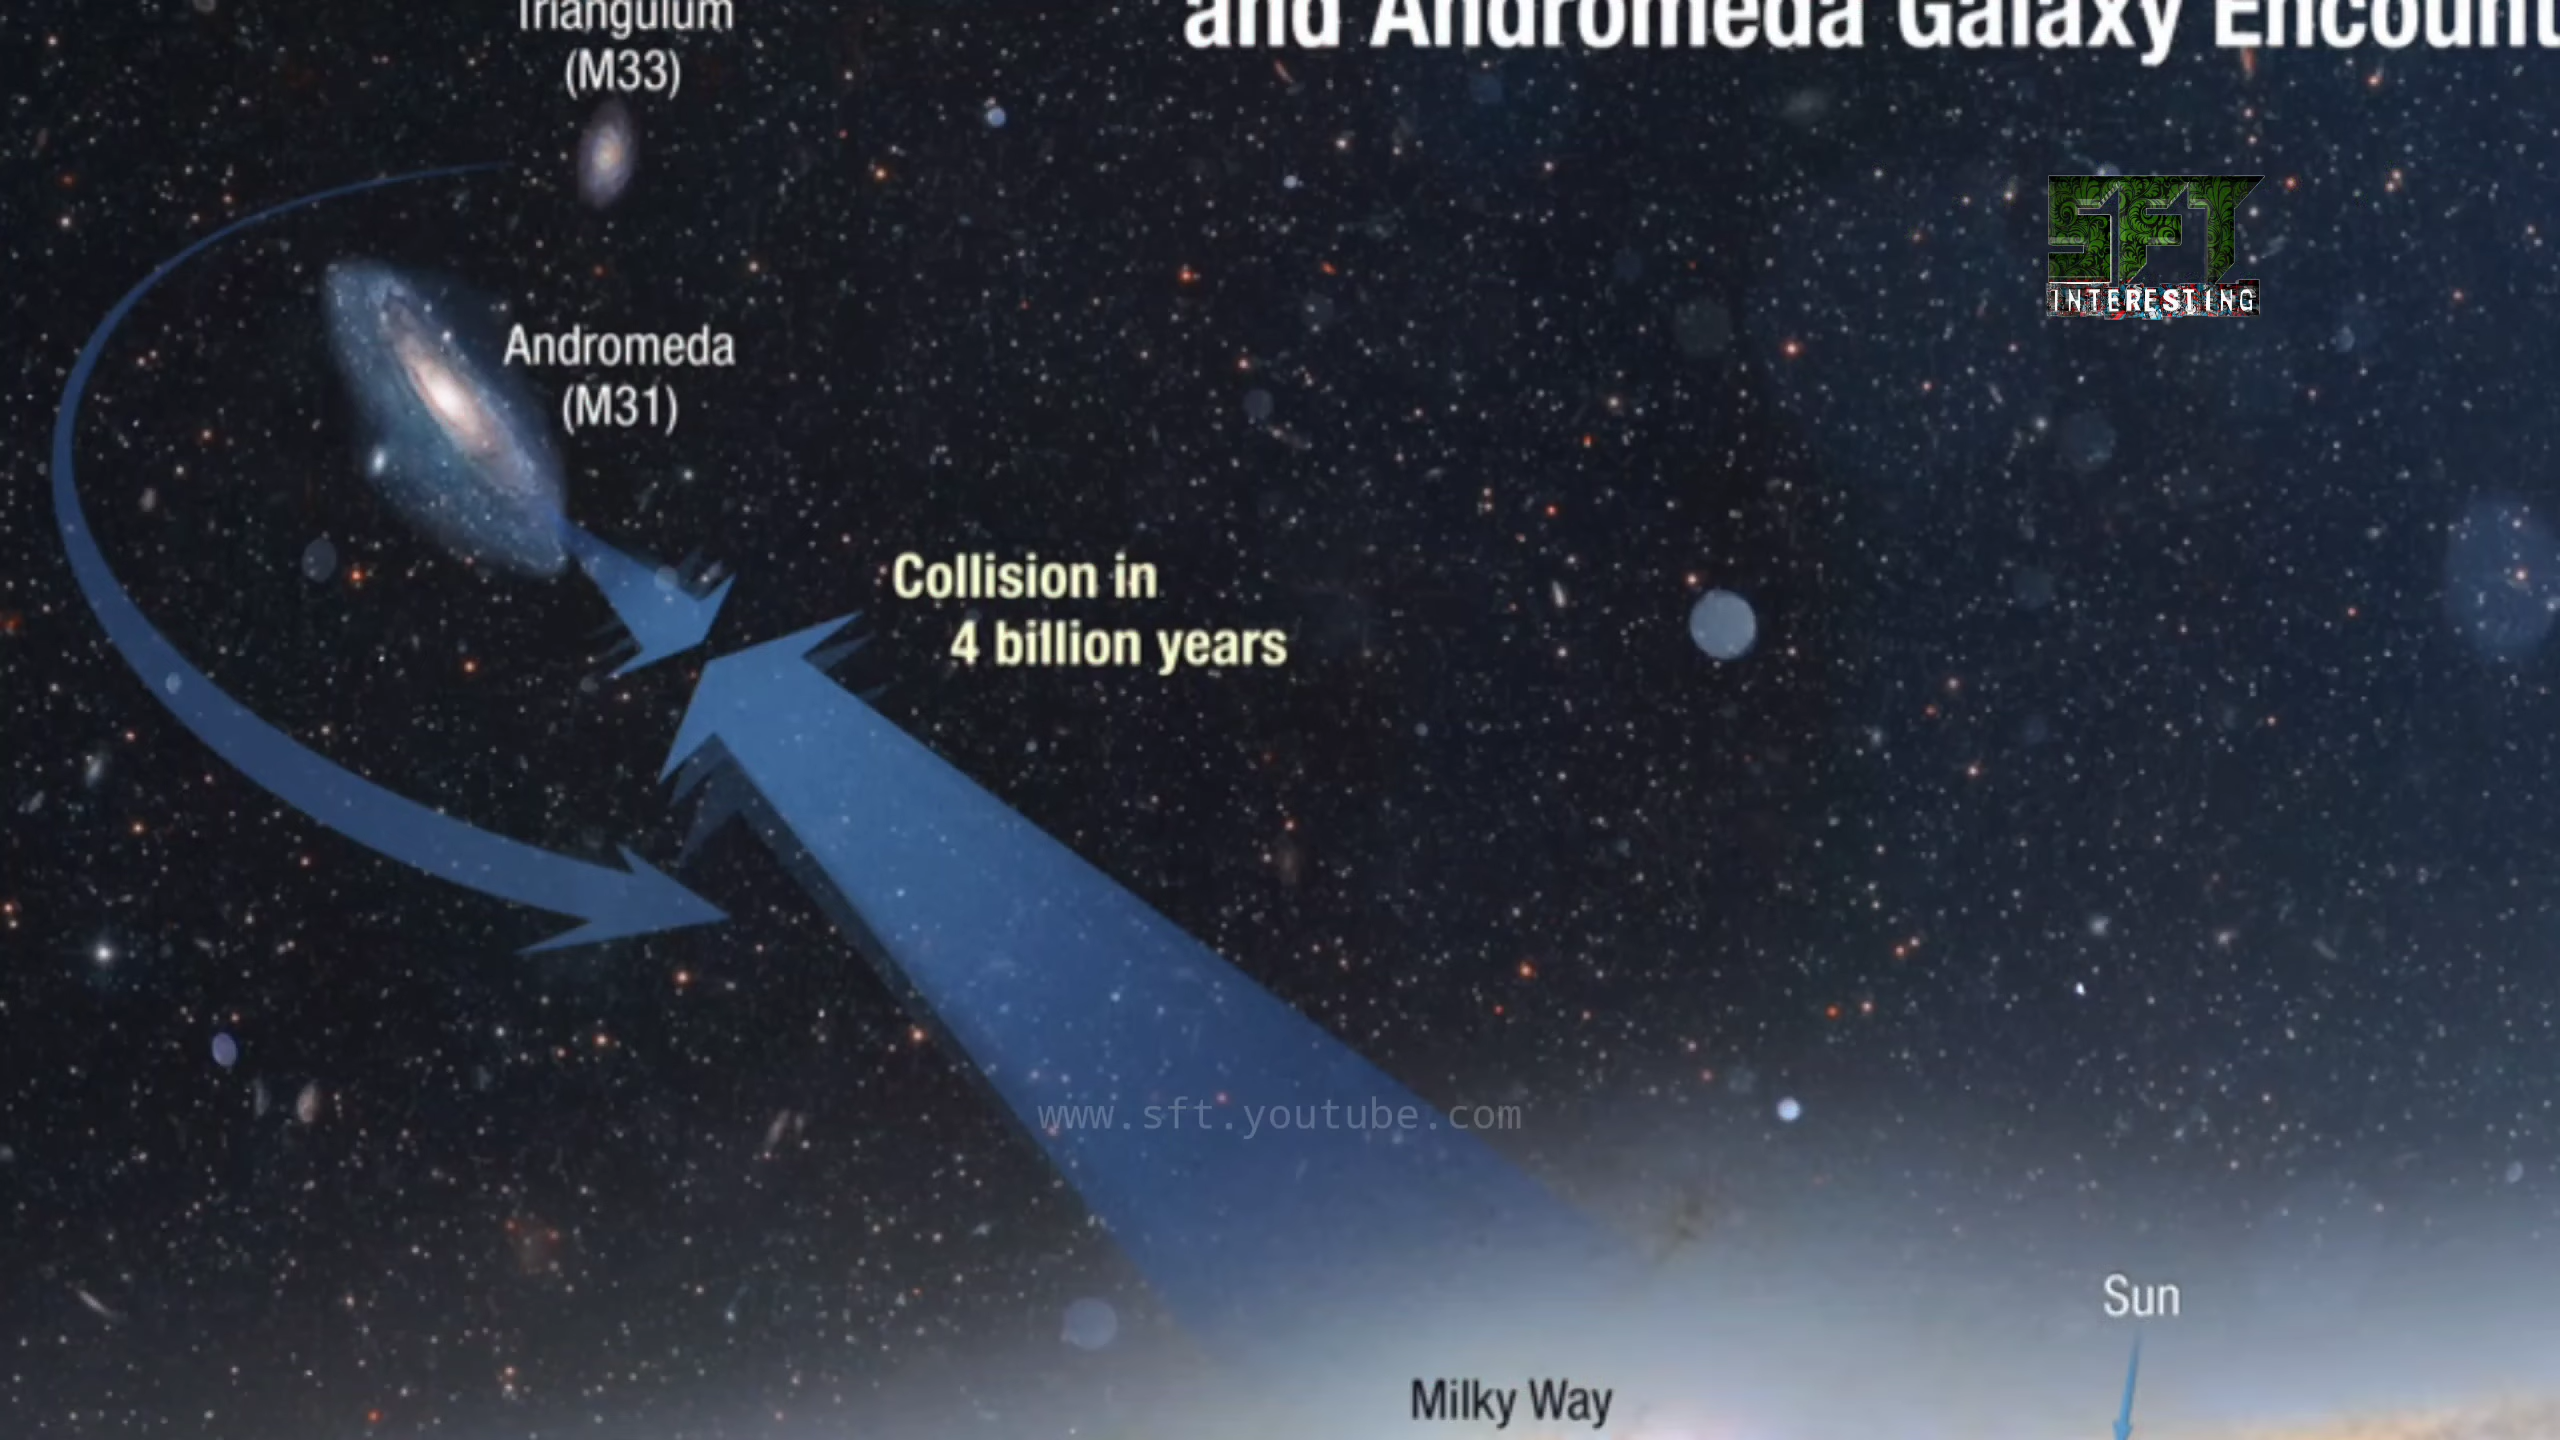 Triangulum
(M33)
and Andromeda Galaxy Encount
SFT
INTERESTING
Andromeda
(M31)
Collision in
4 billion years
www.sft.youtube.com
Sun
Milky Way